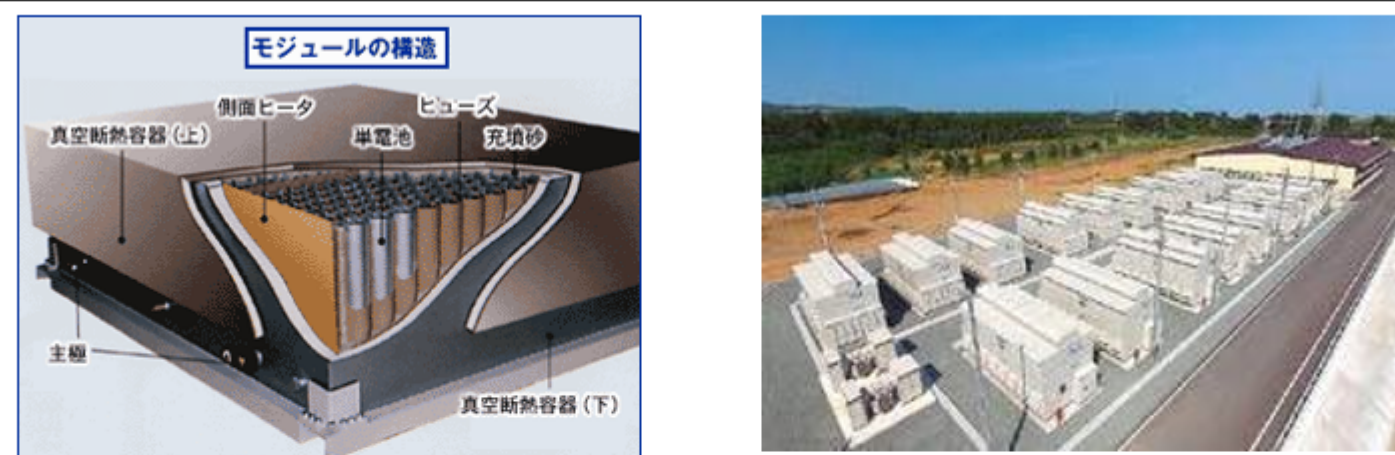 モジュールの構造
側面ヒータ
ヒューズ
真空断熱容器(上)
単電池
充填砂
主極
真空断熱容器(下)